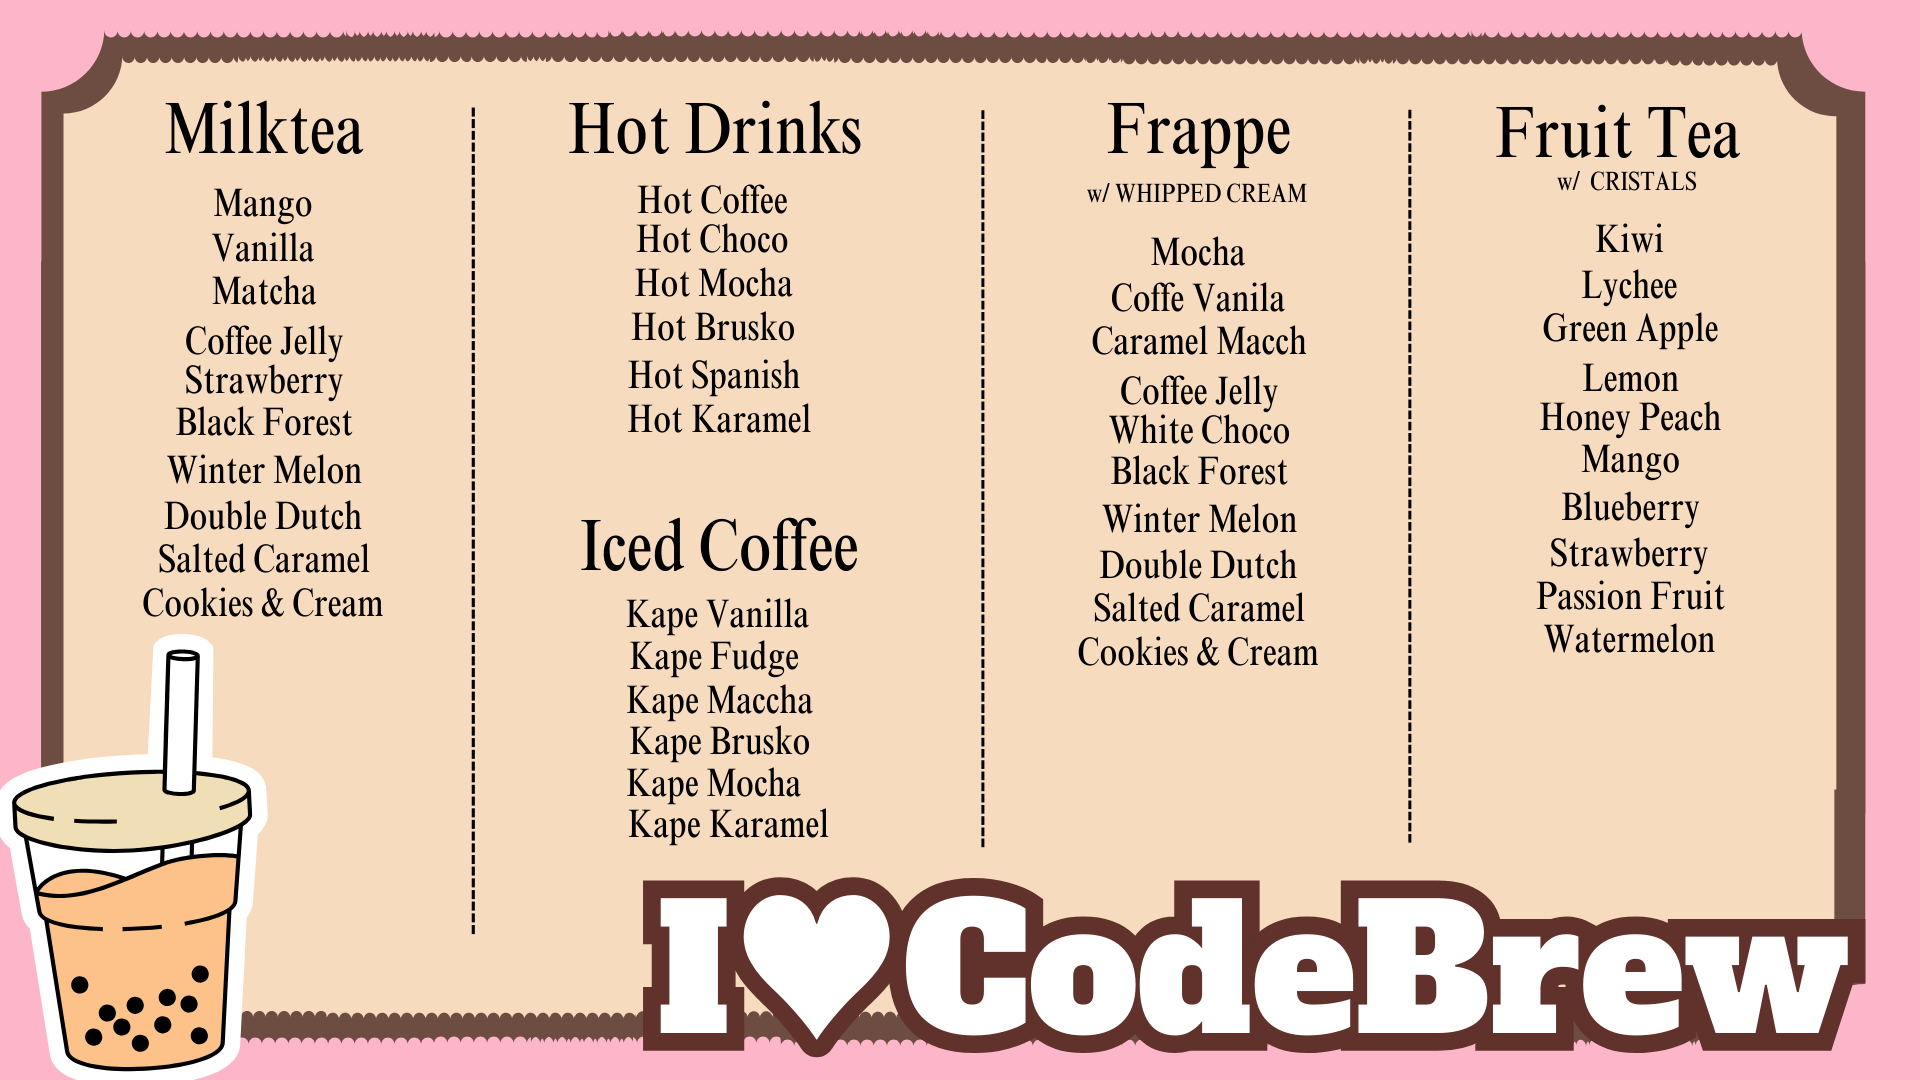 Milktea
Mango
Vanilla
Matcha
Coffee Jelly
Strawberry
Black Forest
Winter Melon
Double Dutch
Salted Caramel
Cookies & Cream
Hot Drinks
Hot Coffee
Hot Choco
Hot Mocha
Hot Brusko
Hot Spanish
Hot Karamel
Iced Coffee
Kape Vanilla
Kape Fudge
Kape Maccha
Kape Brusko
Kape Mocha
Kape Karamel
Frappe
w/ WHIPPED CREAM
Mocha
Coffe Vanila
Caramel Macch
Coffee Jelly
White Choco
Black Forest
Winter Melon
Double Dutch
Salted Caramel
Cookies & Cream
Fruit Tea
w/ CRISTALS
Kiwi
Lychee
Green Apple
Lemon
Honey Peach
Mango
Blueberry
Strawberry
Passion Fruit
Watermelon
I♥CodeBrew